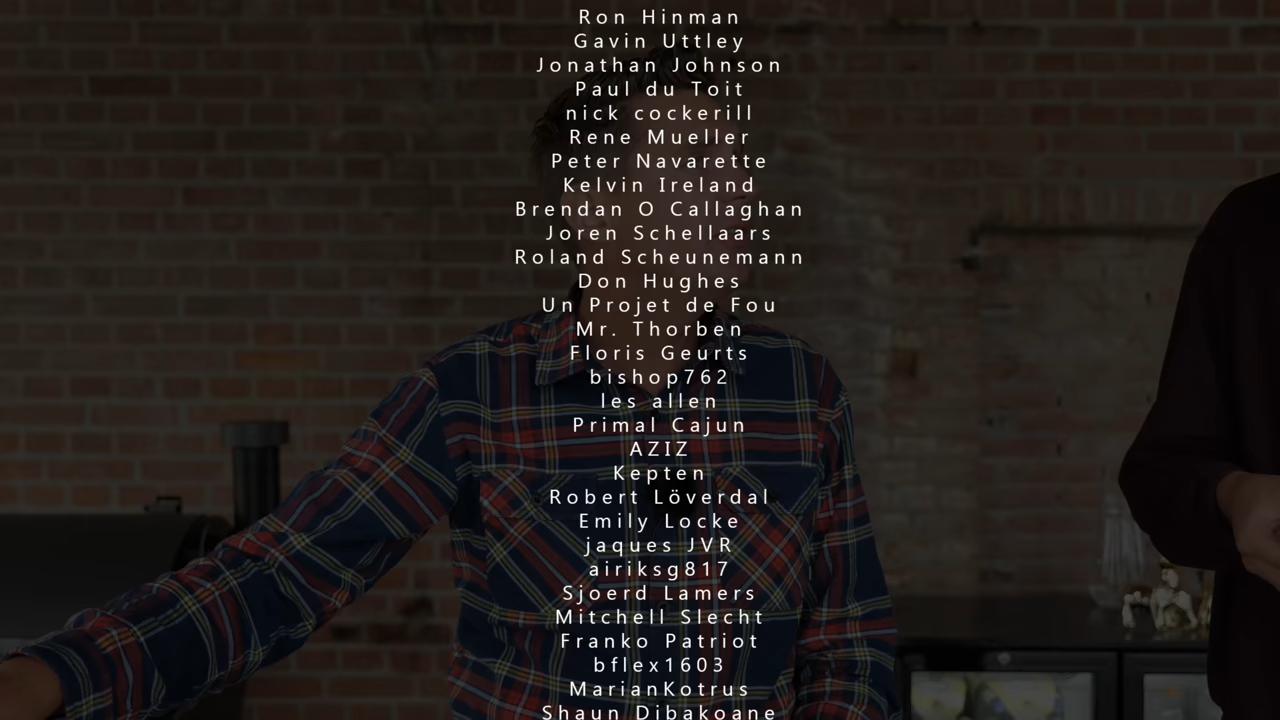 Ron Hinman
Gavin Uttley
Jonathan Johnson
Paul du Toit
nick cockerill
Rene Mueller
Peter Navarette
Kelvin Ireland
Brendan O Callaghan
Joren Schellaars
Roland Scheunemann
Don Hughes
Un Projet de Fou
Mr. Thorben
Floris Geurts
bishop762
les allen
Primal Cajun
AZIZ
Kepten
Robert Löverdal
Emily Locke
jaques JVR
airiksg817
Sjoerd Lamers
Mitchell Slecht
Franko Patriot
bflex1603
MarianKotrus
Shaun Dibakoane